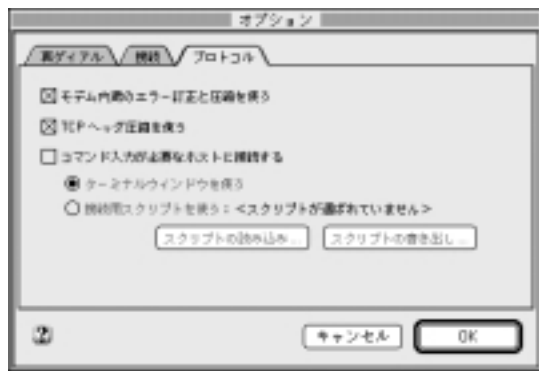 オプション
再ダイアル 接続 プロトコル
モデム内蔵のエラー訂正と圧縮を使う
TCPヘッダ圧縮を使う
コマンド入力が必要なホストに接続する
ターミナルウインドウを使う
接続用スクリプトを使う：<スクリプトが選ばれていません>
スクリプトの読み込み... スクリプトの書き出し...
? キャンセル OK